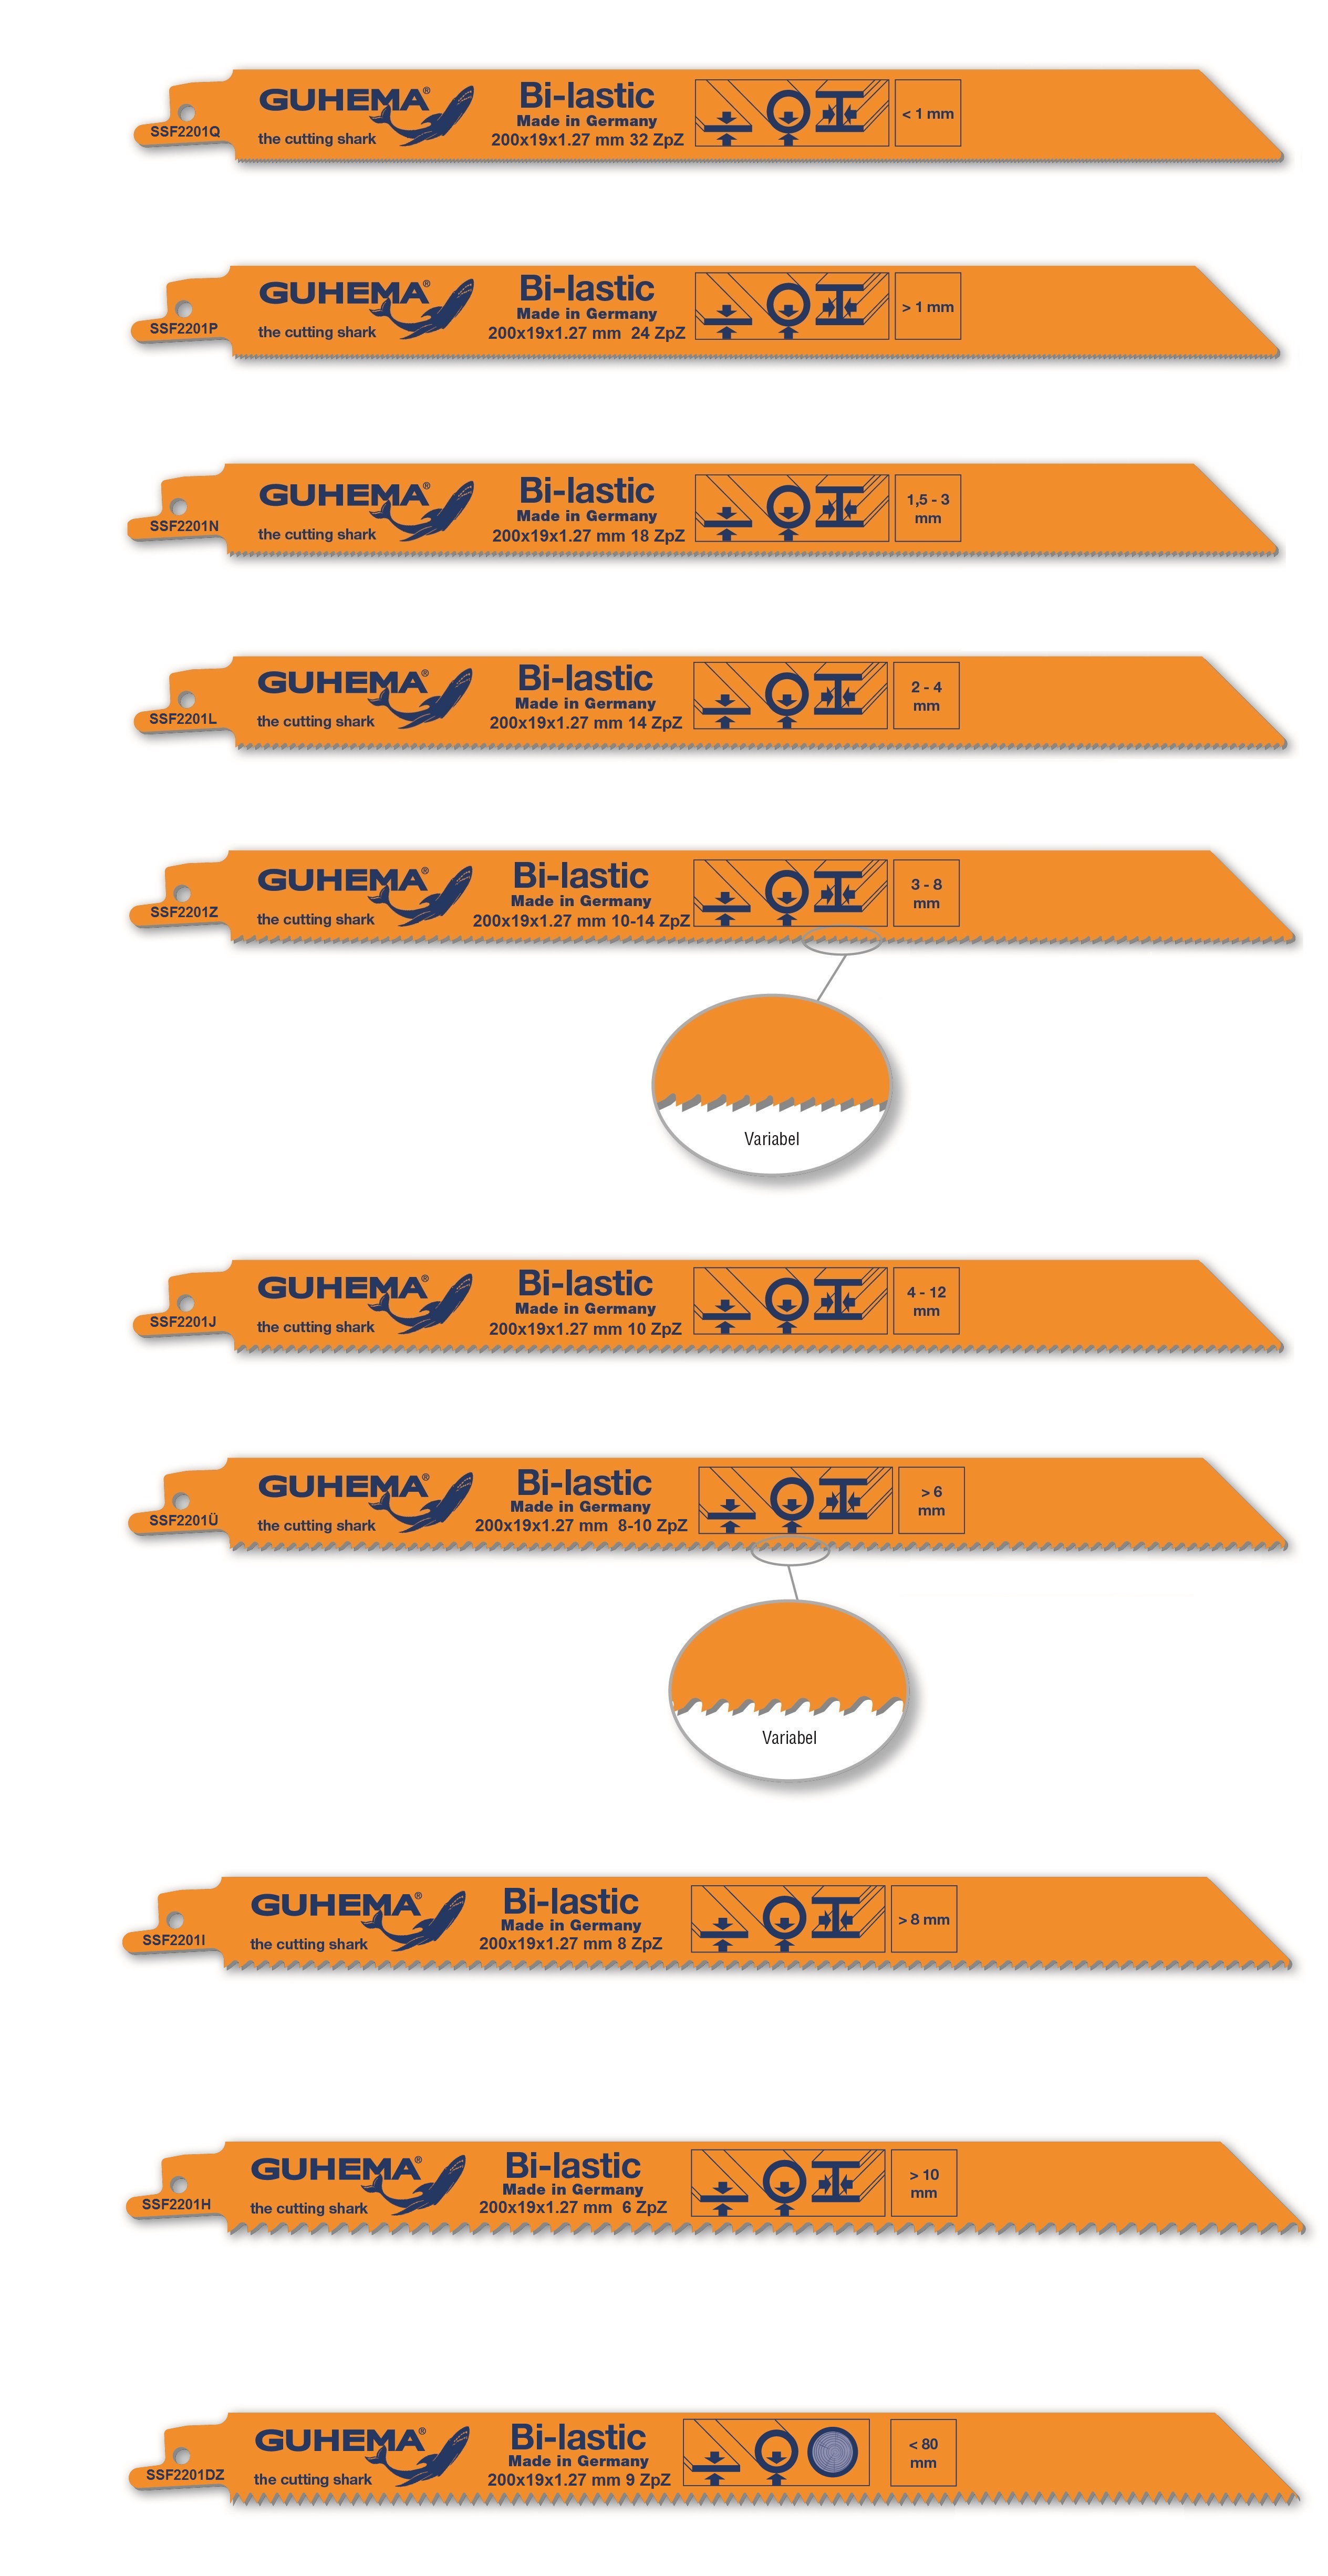 GUHEMA®
Bi-lastic
Made in Germany
< 1 mm
SSF2201Q
the cutting shark
200x19x1.27 mm 32 ZpZ
GUHEMA®
Bi-lastic
Made in Germany
> 1 mm
SSF2201P
the cutting shark
200x19x1.27 mm 24 ZpZ
GUHEMA®
Bi-lastic
Made in Germany
1,5 - 3
mm
SSF2201N
the cutting shark
200x19x1.27 mm 18 ZpZ
GUHEMA®
Bi-lastic
Made in Germany
2 - 4
mm
SSF2201L
the cutting shark
200x19x1.27 mm 14 ZpZ
GUHEMA®
Bi-lastic
Made in Germany
3 - 8
mm
SSF2201Z
the cutting shark
200x19x1.27 mm 10-14 ZpZ
Variabel
GUHEMA®
Bi-lastic
Made in Germany
4 - 12
mm
SSF2201J
the cutting shark
200x19x1.27 mm 10 ZpZ
GUHEMA®
Bi-lastic
Made in Germany
> 6
mm
SSF2201Ü
the cutting shark
200x19x1.27 mm 8-10 ZpZ
Variabel
GUHEMA®
Bi-lastic
Made in Germany
> 8 mm
SSF2201I
the cutting shark
200x19x1.27 mm 8 ZpZ
GUHEMA®
Bi-lastic
Made in Germany
> 10
mm
SSF2201H
the cutting shark
200x19x1.27 mm 6 ZpZ
GUHEMA®
Bi-lastic
Made in Germany
< 80
mm
SSF2201DZ
the cutting shark
200x19x1.27 mm 9 ZpZ